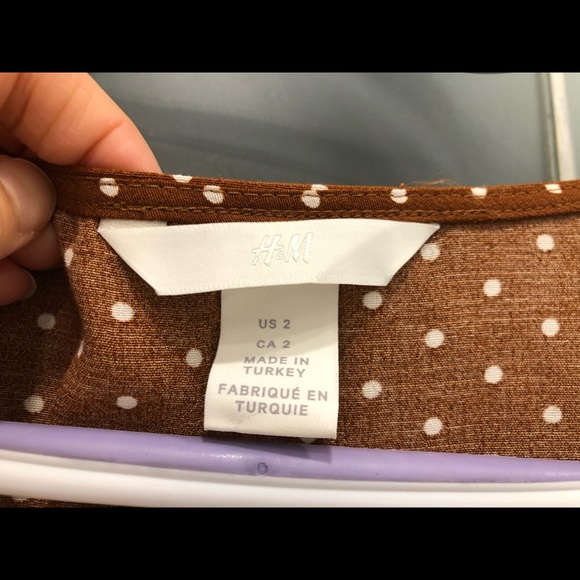 H&M
US 2
CA 2
MADE IN
TURKEY
FABRIQUÉ EN
TURQUIE